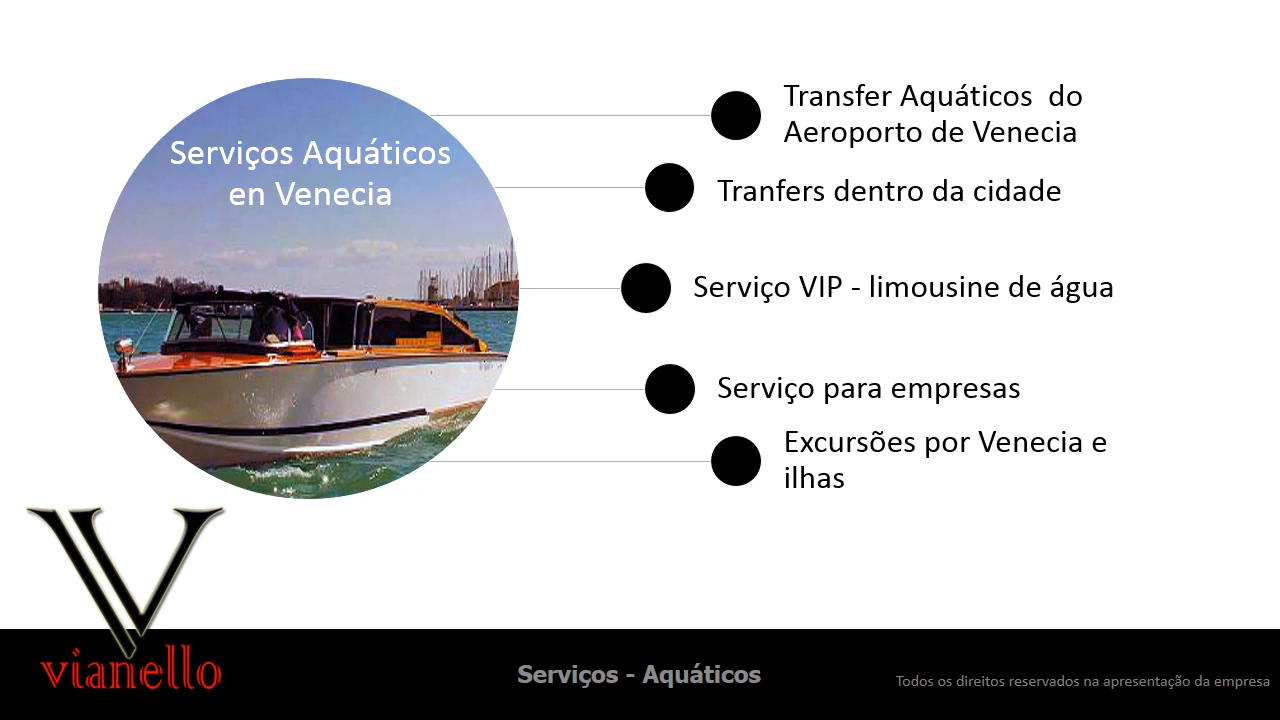 Serviços Aquáticos
en Venecia
Transfer Aquáticos  do
Aeroporto de Venecia
Tranfers dentro da cidade
Serviço VIP - limousine de água
Serviço para empresas
Excursões por Venecia e
ilhas
V
vianello
Serviços - Aquáticos
Todos os direitos reservados na apresentação da empresa